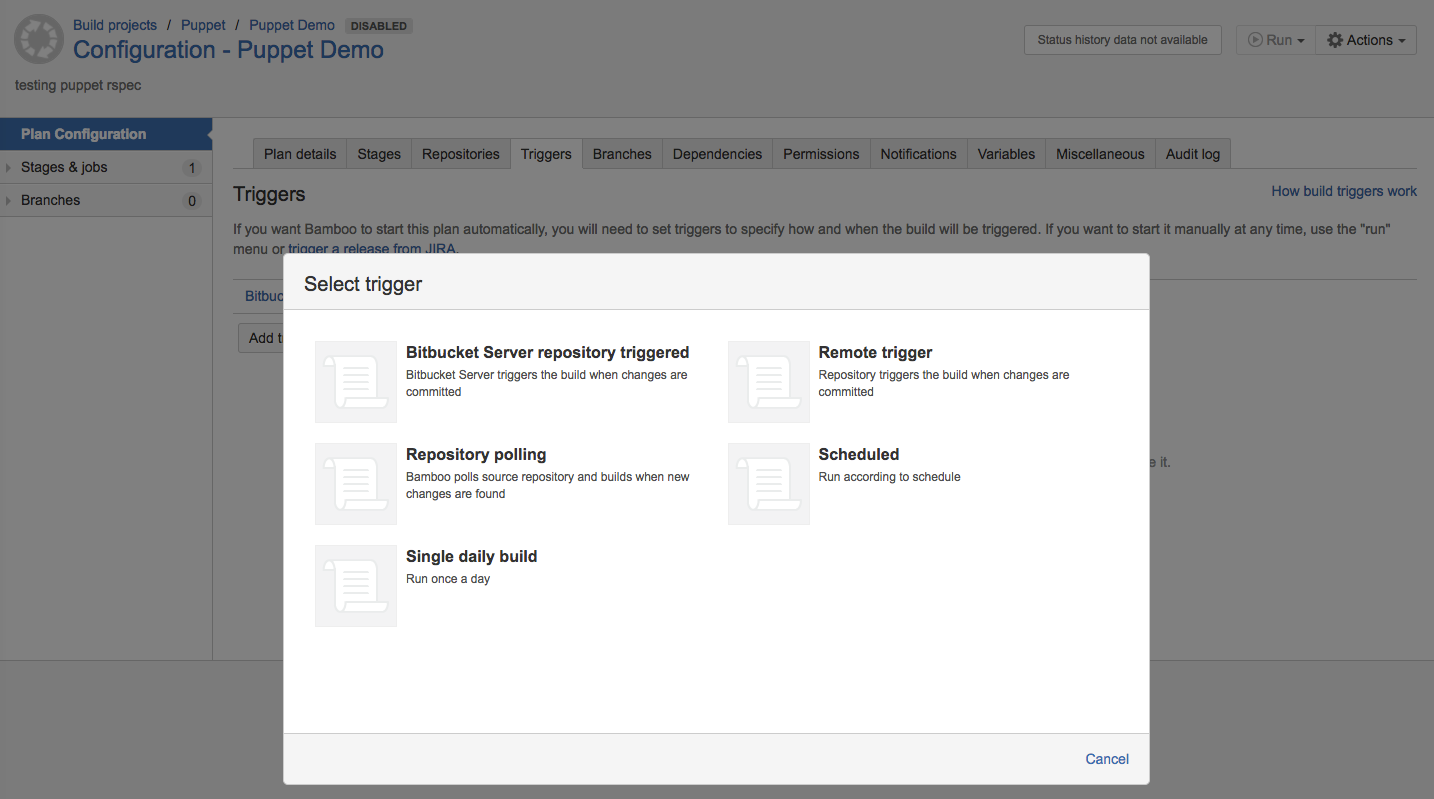 Build projects / Puppet / Puppet Demo DISABLED
Configuration - Puppet Demo
Status history data not available
Run
Actions
testing puppet rspec
Plan Configuration
Stages & jobs 1
Branches 0
Plan details Stages Repositories Triggers Branches Dependencies Permissions Notifications Variables Miscellaneous Audit log
Triggers
How build triggers work
If you want Bamboo to start this plan automatically, you will need to set triggers to specify how and when the build will be triggered. If you want to start it manually at any time, use the "run"
menu or trigger a release from JIRA.
Bitbuc
Add t
e it.
Select trigger
Bitbucket Server repository triggered
Bitbucket Server triggers the build when changes are
committed
Remote trigger
Repository triggers the build when changes are
committed
Repository polling
Bamboo polls source repository and builds when new
changes are found
Scheduled
Run according to schedule
Single daily build
Run once a day
Cancel